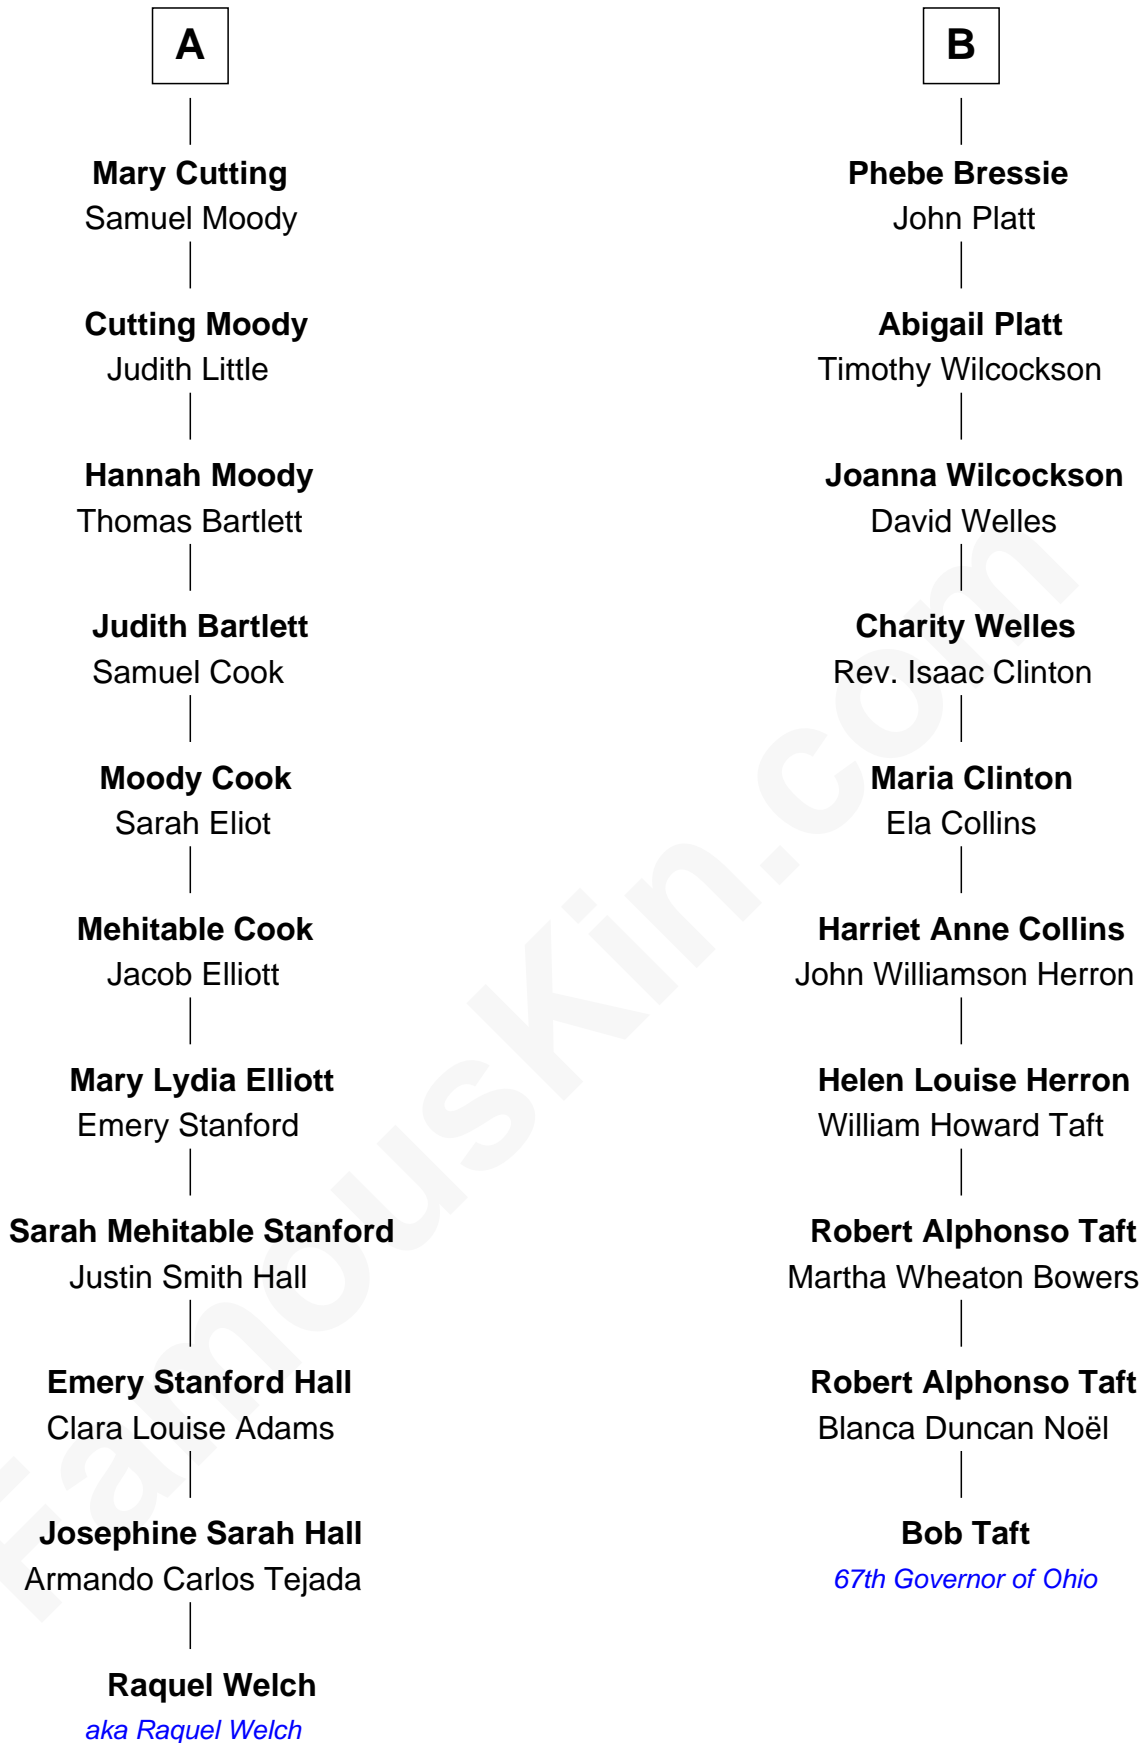 A
Mary Cutting
Samuel Moody
Cutting Moody
Judith Little
Hannah Moody
Thomas Bartlett
Judith Bartlett
Samuel Cook
Moody Cook
Sarah Eliot
Mehitable Cook
Jacob Elliott
Mary Lydia Elliott
Emery Stanford
Sarah Mehitable Stanford
Justin Smith Hall
Emery Stanford Hall
Clara Louise Adams
Josephine Sarah Hall
Armando Carlos Tejada
Raquel Welch
aka Raquel Welch
B
Phebe Bressie
John Platt
Abigail Platt
Timothy Wilcockson
Joanna Wilcockson
David Welles
Charity Welles
Rev. Isaac Clinton
Maria Clinton
Ela Collins
Harriet Anne Collins
John Williamson Herron
Helen Louise Herron
William Howard Taft
Robert Alphonso Taft
Martha Wheaton Bowers
Robert Alphonso Taft
Blanca Duncan Noël
Bob Taft
67th Governor of Ohio
FamousKin.com